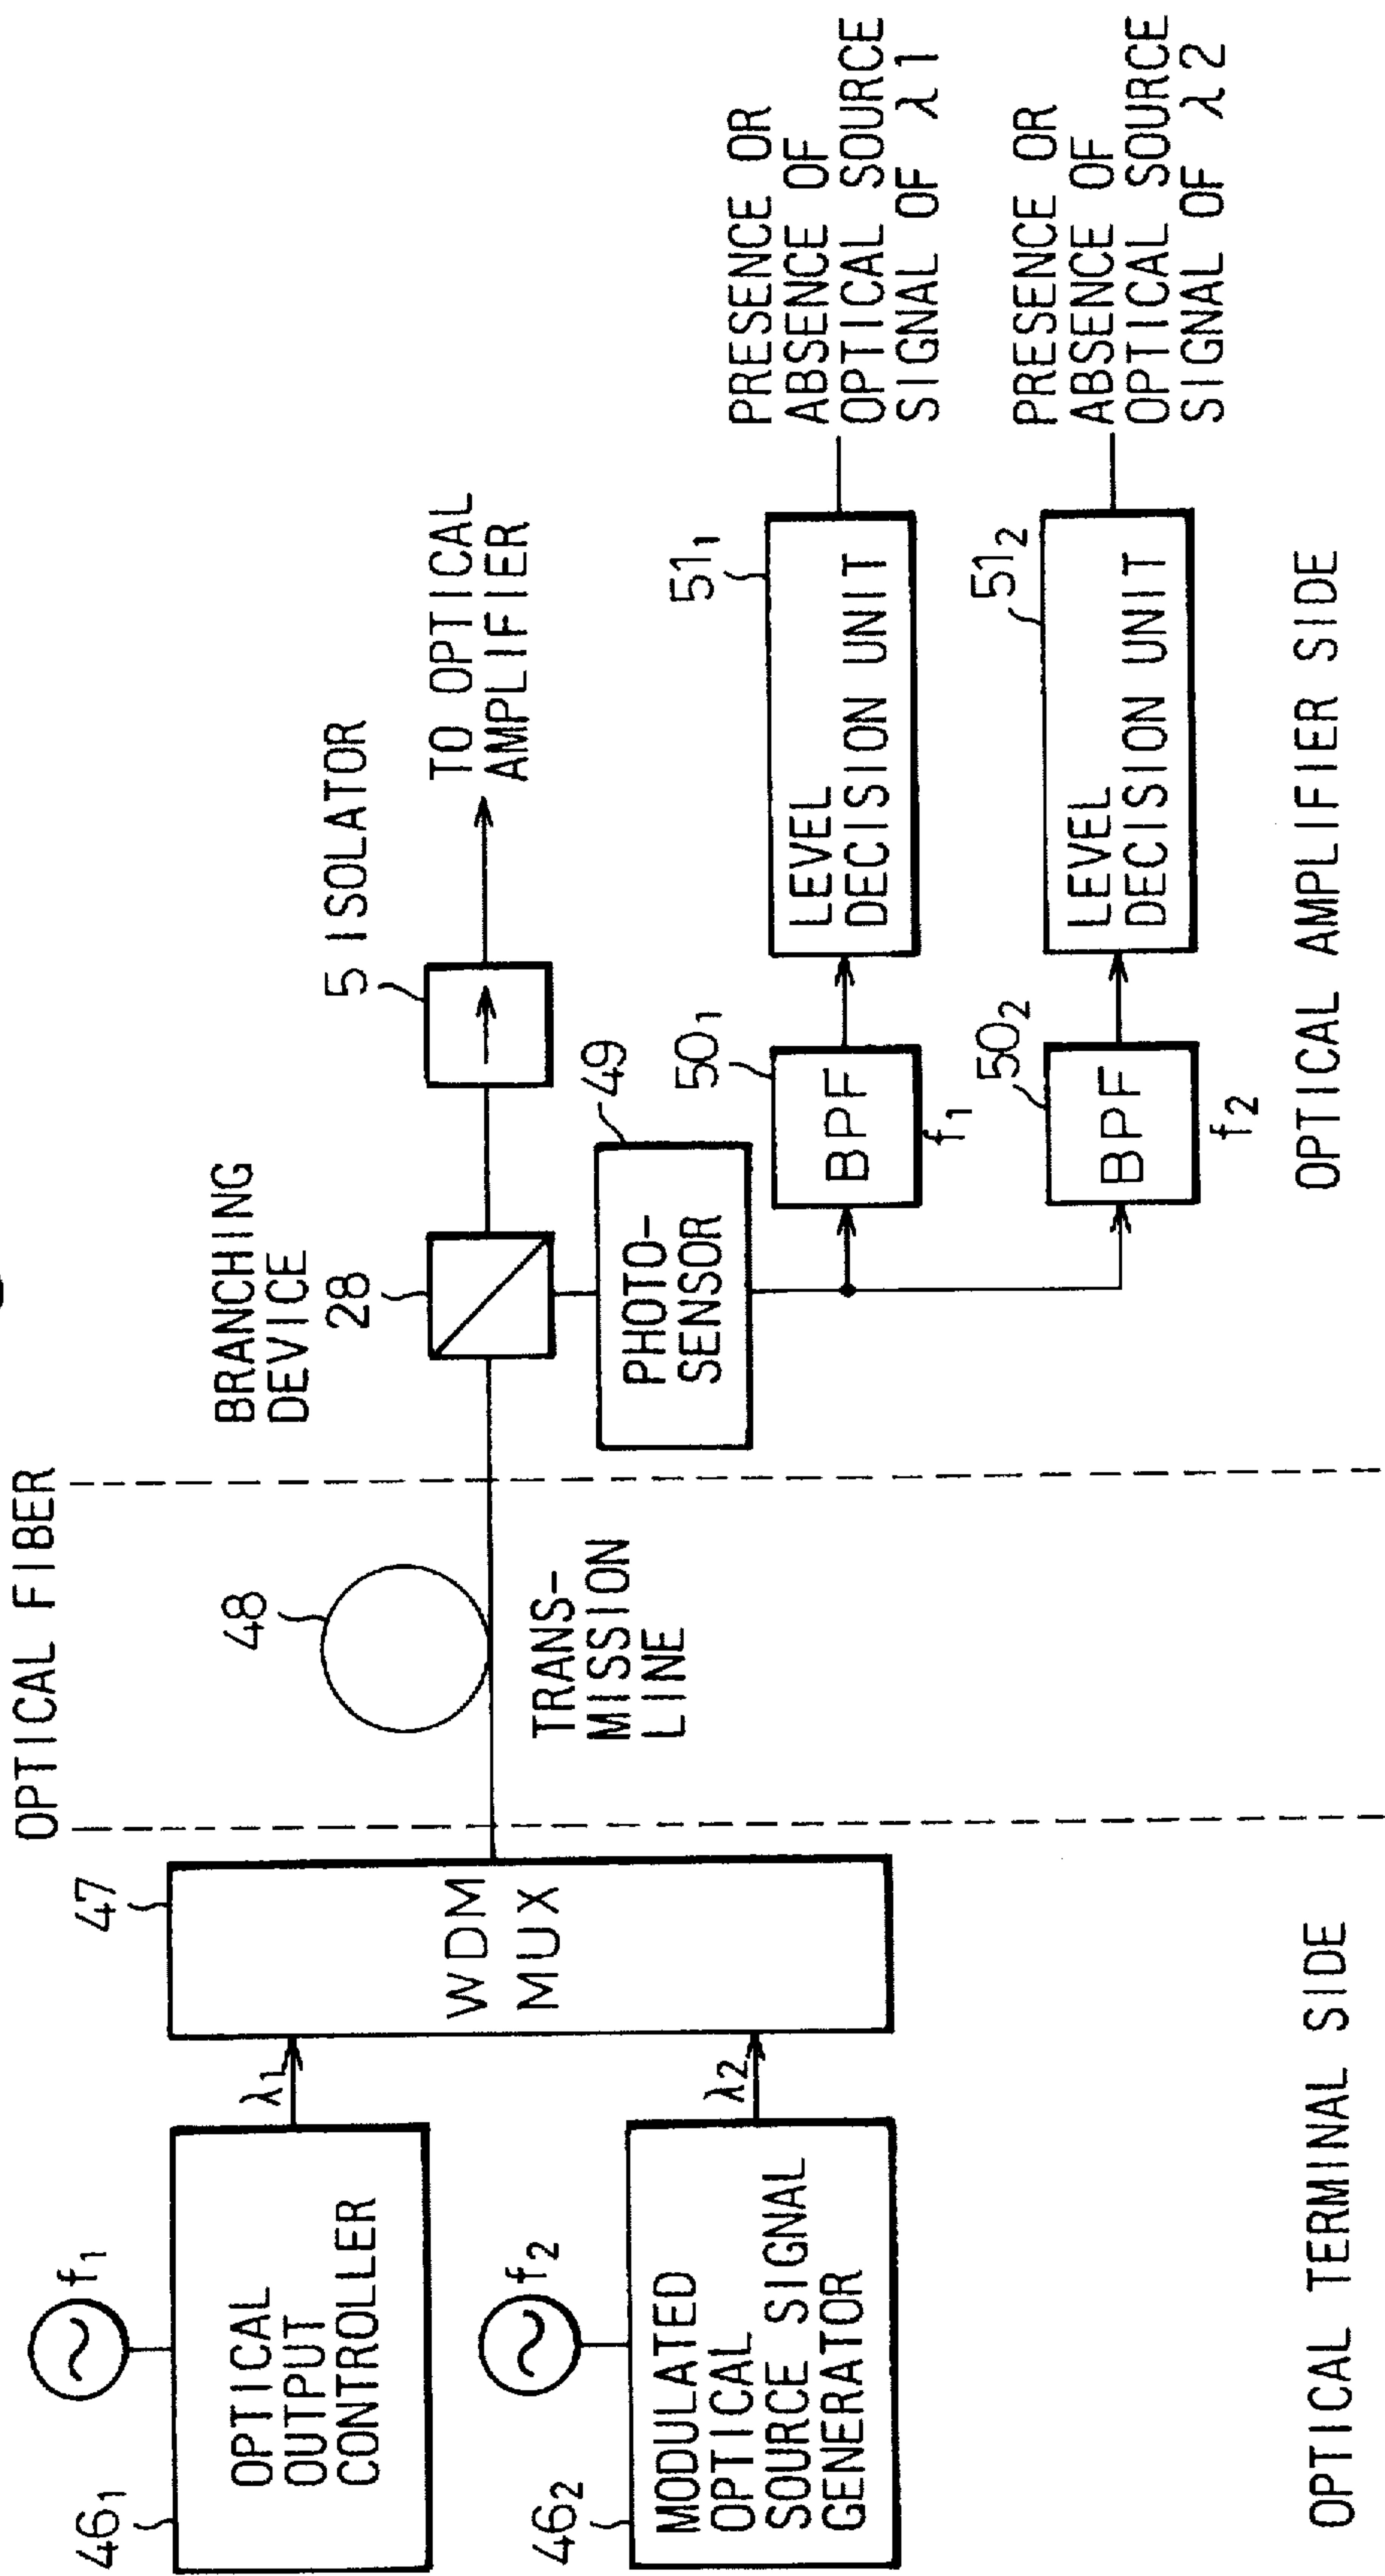 OPTICAL FIBER
46₁
f₁
OPTICAL
OUTPUT
CONTROLLER
λ₁
46₂
f₂
MODULATED
OPTICAL
SOURCE SIGNAL
GENERATOR
λ₂
47
WDM
MUX
OPTICAL TERMINAL SIDE
48
TRANS-
MISSION
LINE
BRANCHING
DEVICE
28
5 ISOLATOR
TO OPTICAL
AMPLIFIER
49
PHOTO-
SENSOR
50₁
BPF
f₁
51₁
LEVEL
DECISION UNIT
PRESENCE OR
ABSENCE OF
OPTICAL SOURCE
SIGNAL OF λ1
50₂
BPF
f₂
51₂
LEVEL
DECISION UNIT
PRESENCE OR
ABSENCE OF
OPTICAL SOURCE
SIGNAL OF λ2
OPTICAL AMPLIFIER SIDE